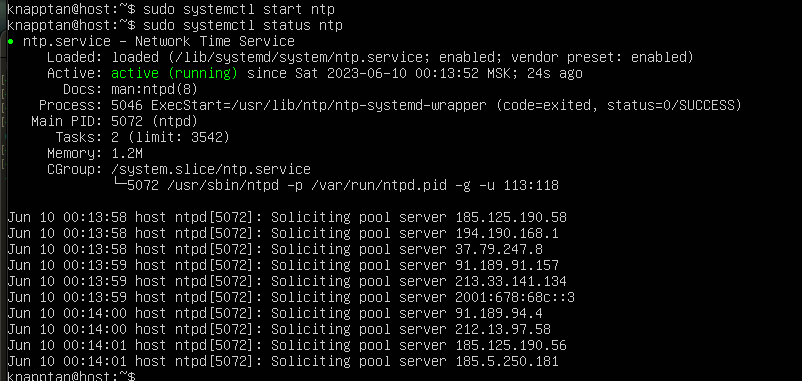 knapptan@host:~$ sudo systemctl start ntp
knapptan@host:~$ sudo systemctl status ntp
● ntp.service – Network Time Service
     Loaded: loaded (/lib/systemd/system/ntp.service; enabled; vendor preset: enabled)
     Active: active (running) since Sat 2023-06-10 00:13:52 MSK; 24s ago
       Docs: man:ntpd(8)
    Process: 5046 ExecStart=/usr/lib/ntp/ntp-systemd-wrapper (code=exited, status=0/SUCCESS)
   Main PID: 5072 (ntpd)
      Tasks: 2 (limit: 3542)
     Memory: 1.2M
     CGroup: /system.slice/ntp.service
             └─5072 /usr/sbin/ntpd -p /var/run/ntpd.pid -g -u 113:118

Jun 10 00:13:58 host ntpd[5072]: Soliciting pool server 185.125.190.58
Jun 10 00:13:58 host ntpd[5072]: Soliciting pool server 194.190.168.1
Jun 10 00:13:58 host ntpd[5072]: Soliciting pool server 37.79.247.8
Jun 10 00:13:59 host ntpd[5072]: Soliciting pool server 91.189.91.157
Jun 10 00:13:59 host ntpd[5072]: Soliciting pool server 213.33.141.134
Jun 10 00:13:59 host ntpd[5072]: Soliciting pool server 2001:678:68c::3
Jun 10 00:14:00 host ntpd[5072]: Soliciting pool server 91.189.94.4
Jun 10 00:14:00 host ntpd[5072]: Soliciting pool server 212.13.97.58
Jun 10 00:14:01 host ntpd[5072]: Soliciting pool server 185.125.190.56
Jun 10 00:14:01 host ntpd[5072]: Soliciting pool server 185.5.250.181
knapptan@host:~$